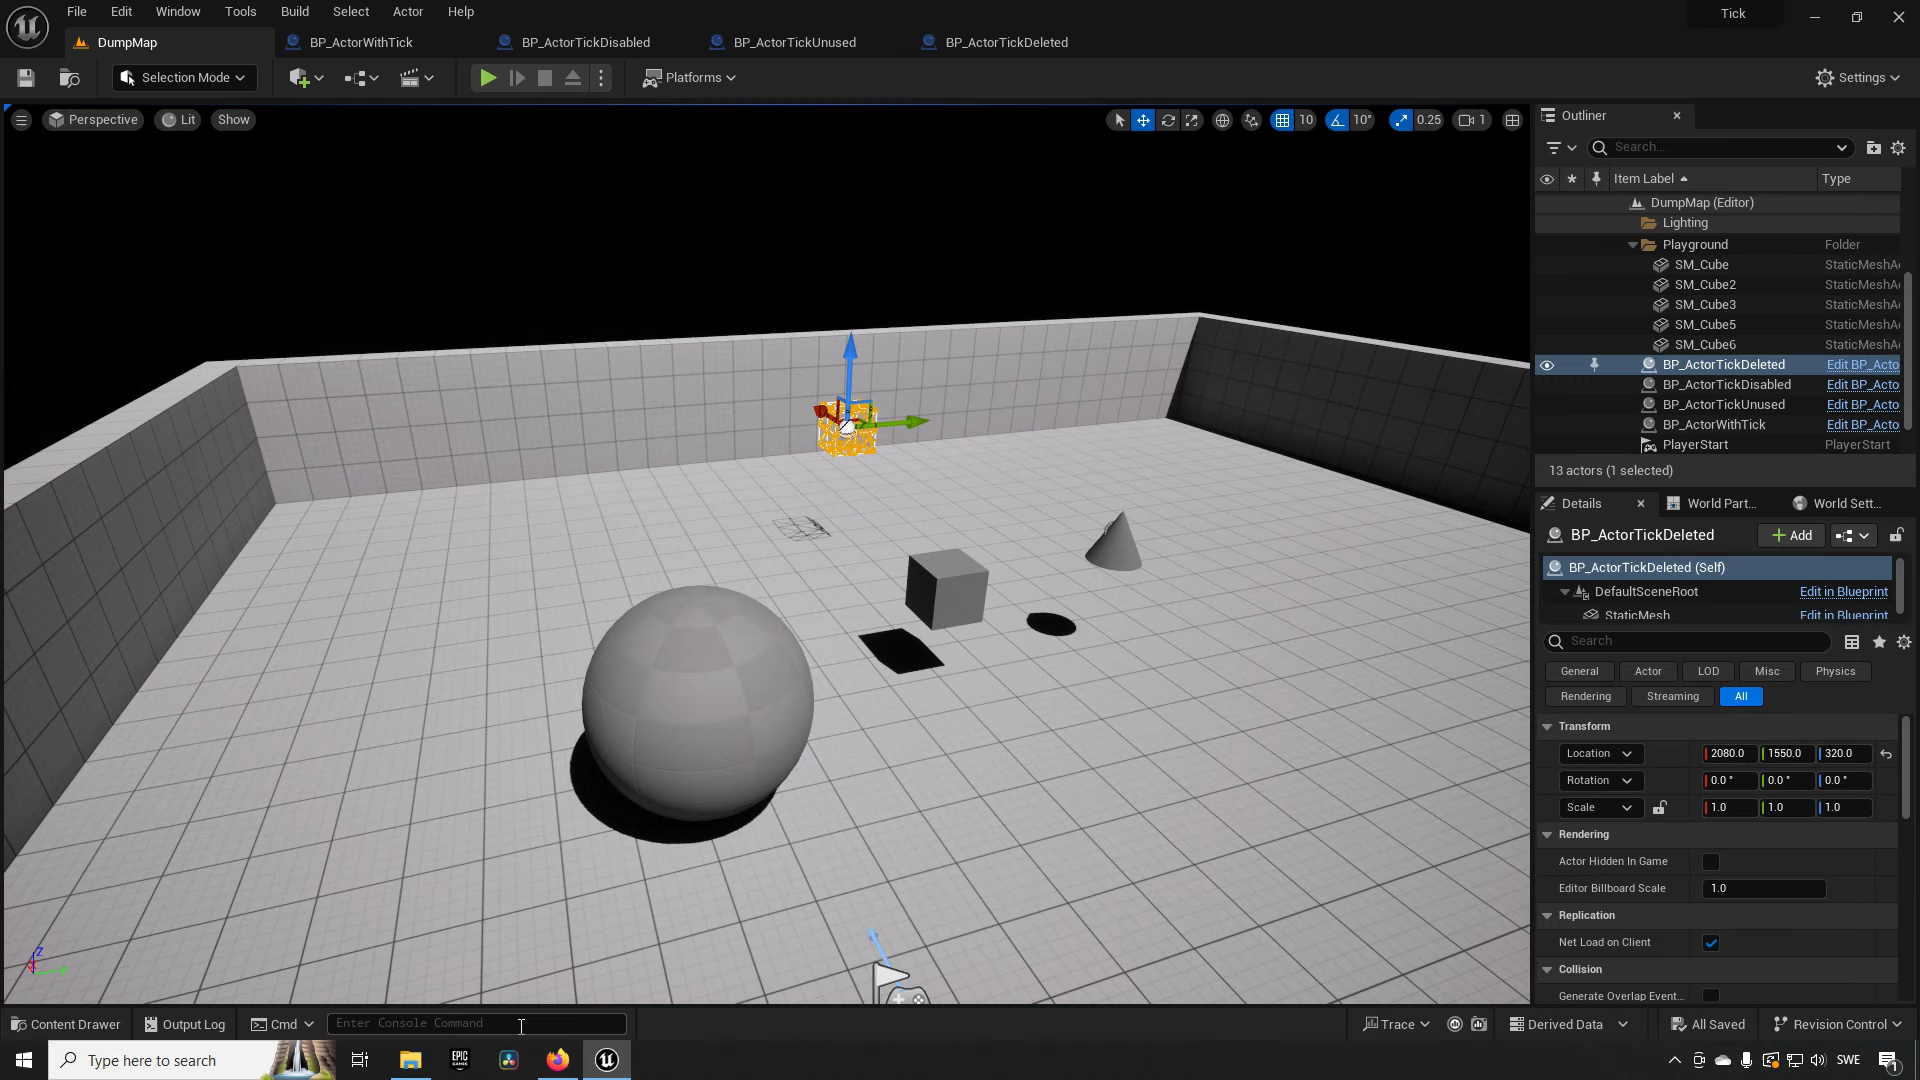 File Edit Window Tools Build Select Actor Help
Tick
DumpMap
BP_ActorWithTick
BP_ActorTickDisabled
BP_ActorTickUnused
BP_ActorTickDeleted
Selection Mode
Platforms
Settings
Perspective
Lit
Show
10
10°
0.25
1
Outliner
Search...
Item Label
Type
DumpMap (Editor)
Lighting
Playground Folder
SM_Cube StaticMeshA
SM_Cube2 StaticMeshA
SM_Cube3 StaticMeshA
SM_Cube5 StaticMeshA
SM_Cube6 StaticMeshA
BP_ActorTickDeleted Edit BP_Acto
BP_ActorTickDisabled Edit BP_Acto
BP_ActorTickUnused Edit BP_Acto
BP_ActorWithTick Edit BP_Acto
PlayerStart PlayerStart
13 actors (1 selected)
Details
World Part...
World Sett...
BP_ActorTickDeleted
Add
BP_ActorTickDeleted (Self)
DefaultSceneRoot Edit in Blueprint
StaticMesh Edit in Blueprint
Search
General Actor LOD Misc Physics
Rendering Streaming All
Transform
Location 2080.0 1550.0 320.0
Rotation 0.0° 0.0° 0.0°
Scale 1.0 1.0 1.0
Rendering
Actor Hidden In Game
Editor Billboard Scale 1.0
Replication
Net Load on Client
Collision
Generate Overlap Event...
Z
Content Drawer
Output Log
Cmd
Enter Console Command
Trace
Derived Data
All Saved
Revision Control
Type here to search
EPIC
SWE
1